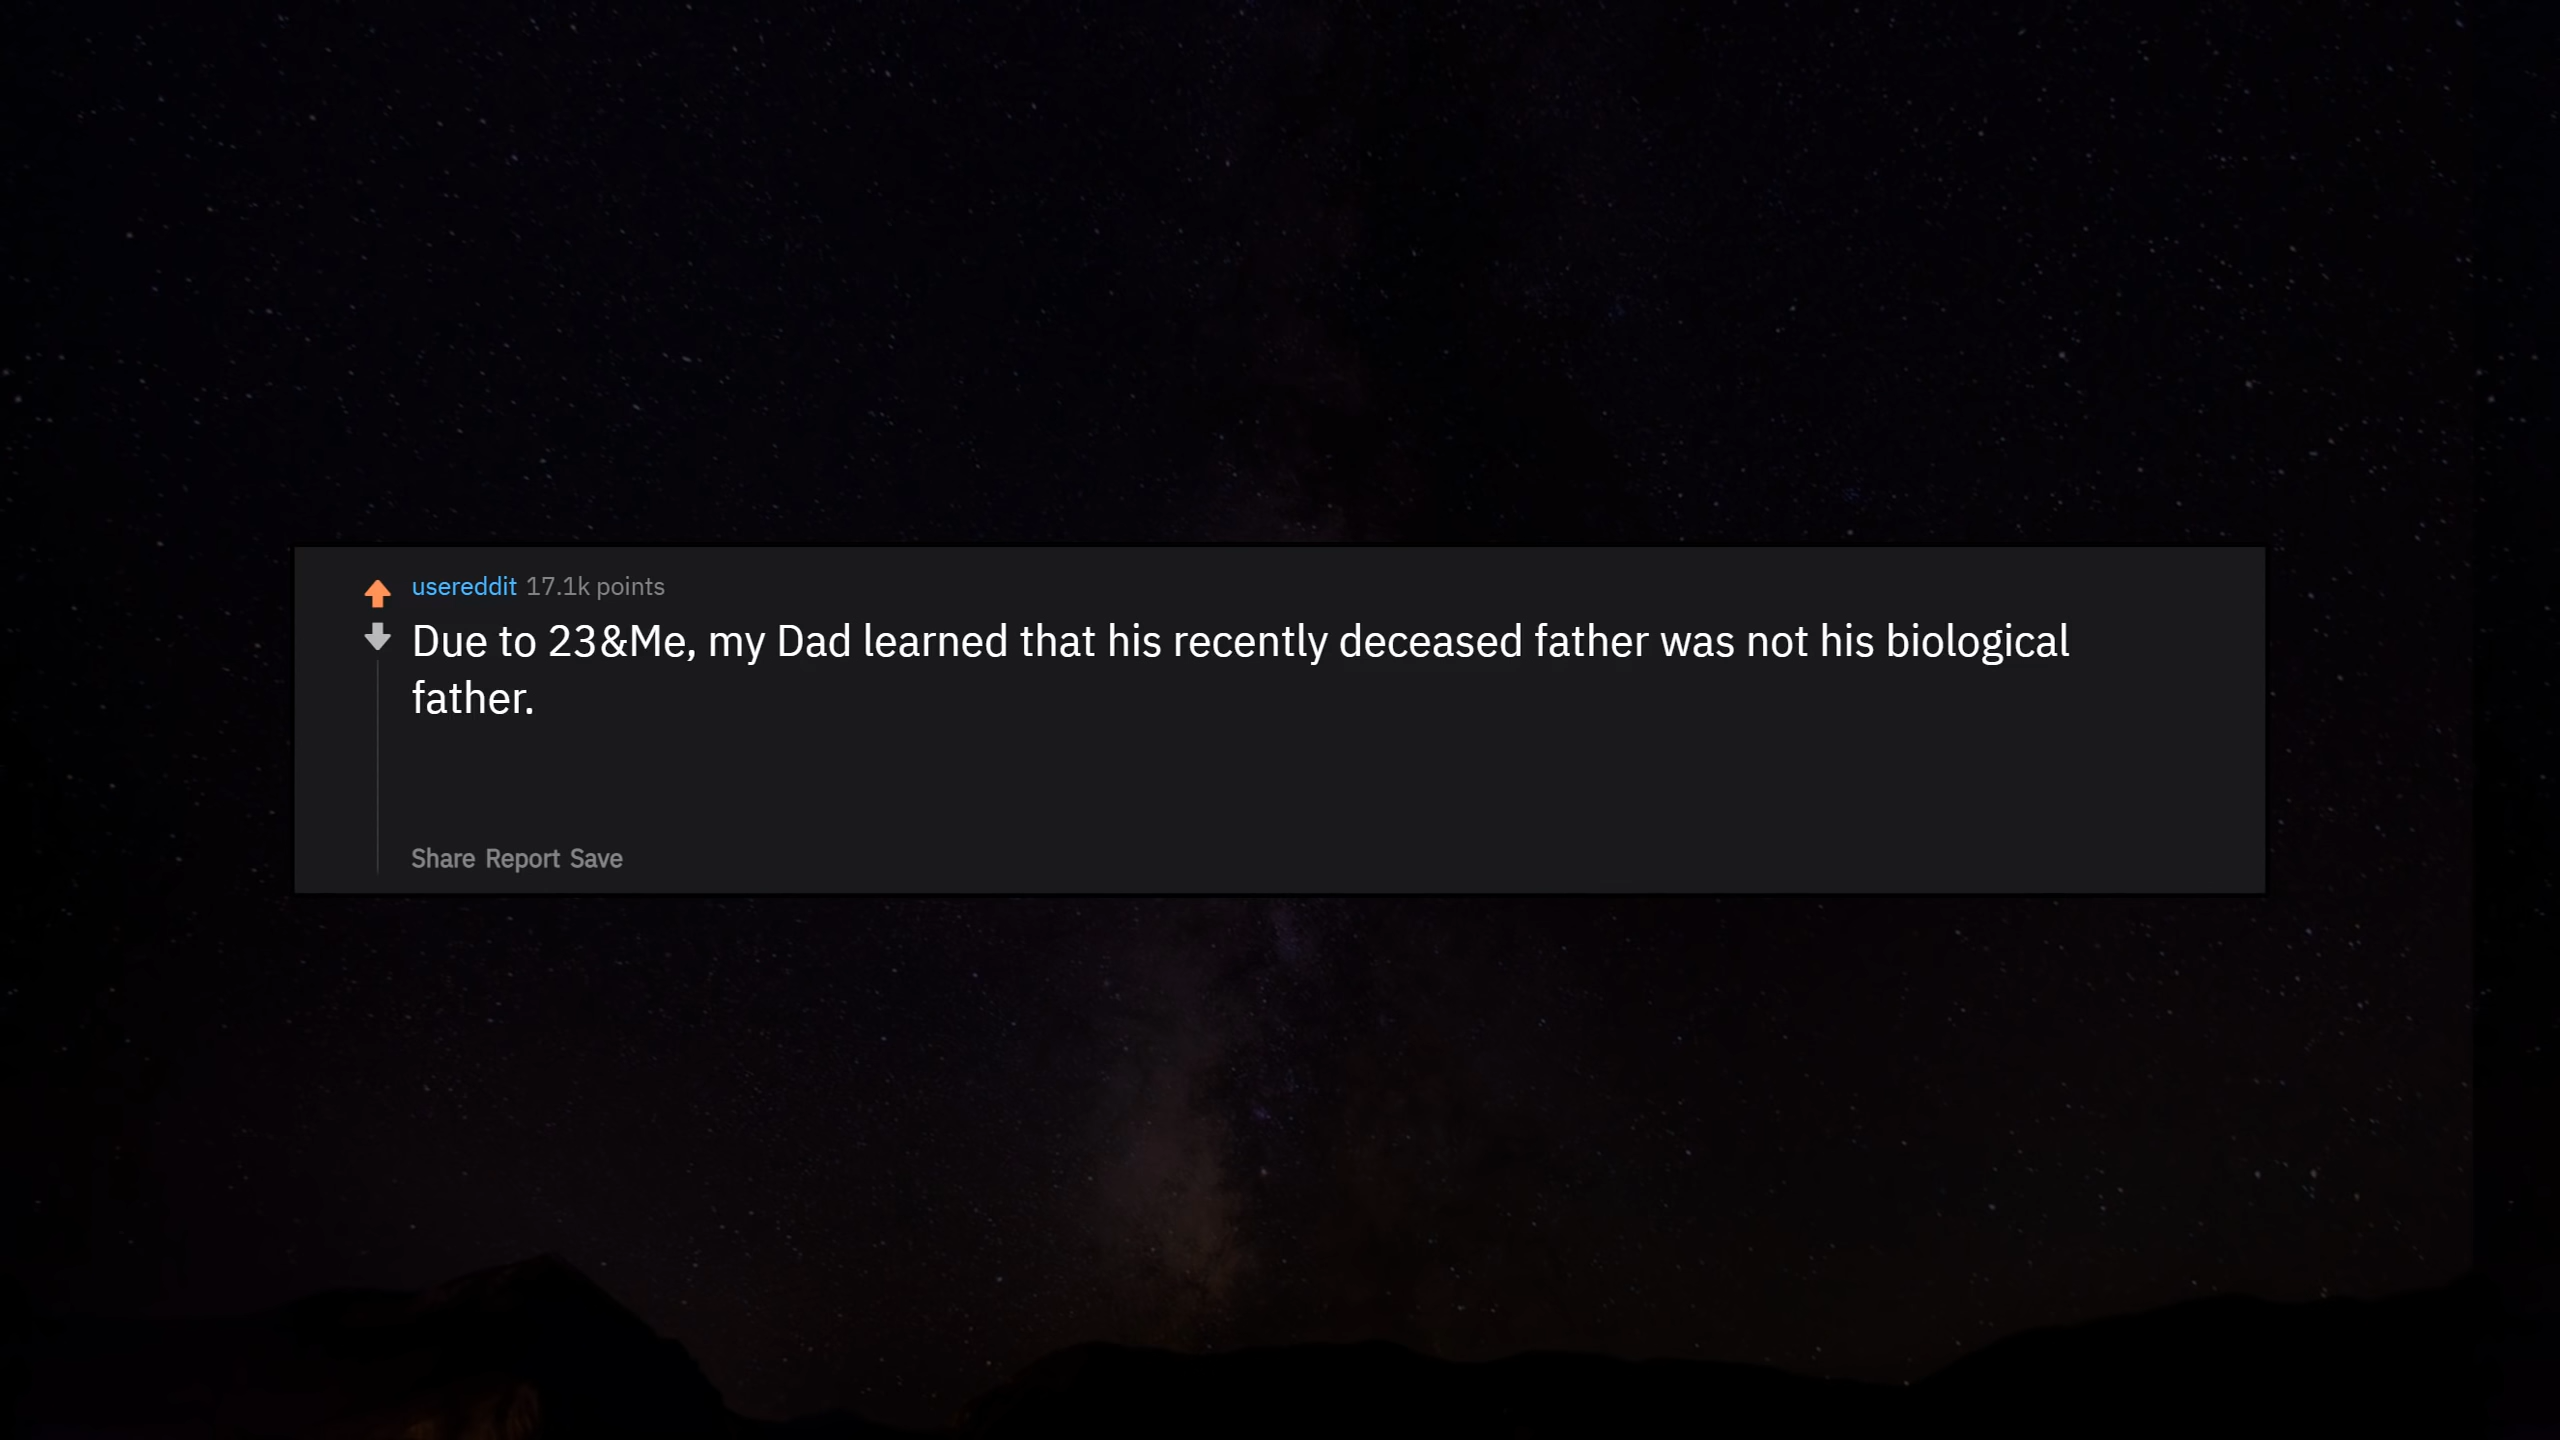 usereddit 17.1k points
Due to 23&Me, my Dad learned that his recently deceased father was not his biological
father.
Share Report Save